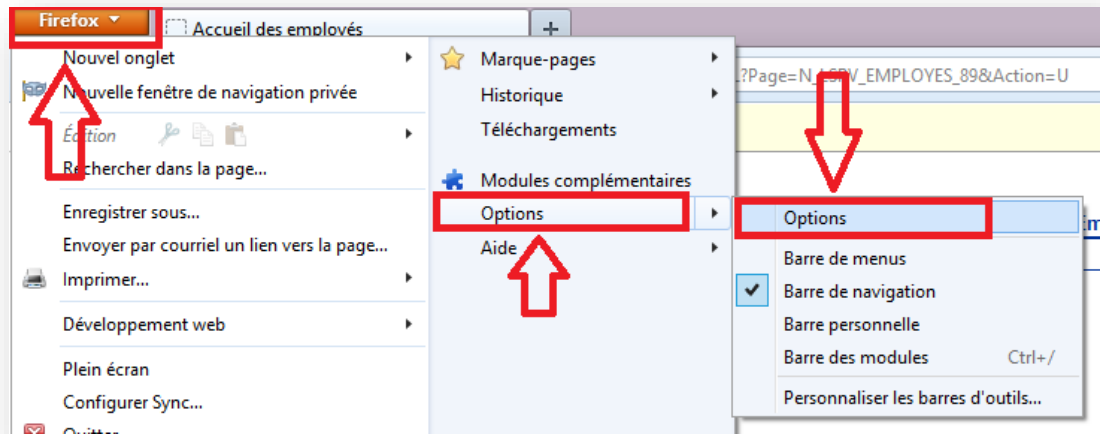 Firefox
Accueil des employés
Nouvel onglet
Nouvelle fenêtre de navigation privée
Édition
Rechercher dans la page...
Enregistrer sous...
Envoyer par courriel un lien vers la page...
Imprimer...
Développement web
Plein écran
Configurer Sync...
Quitter
Marque-pages
Historique
Téléchargements
Modules complémentaires
Options
Aide
?Page=N_LSRV_EMPLOYES_89&Action=U
Options
Barre de menus
Barre de navigation
Barre personnelle
Barre des modules Ctrl+/
Personnaliser les barres d'outils...